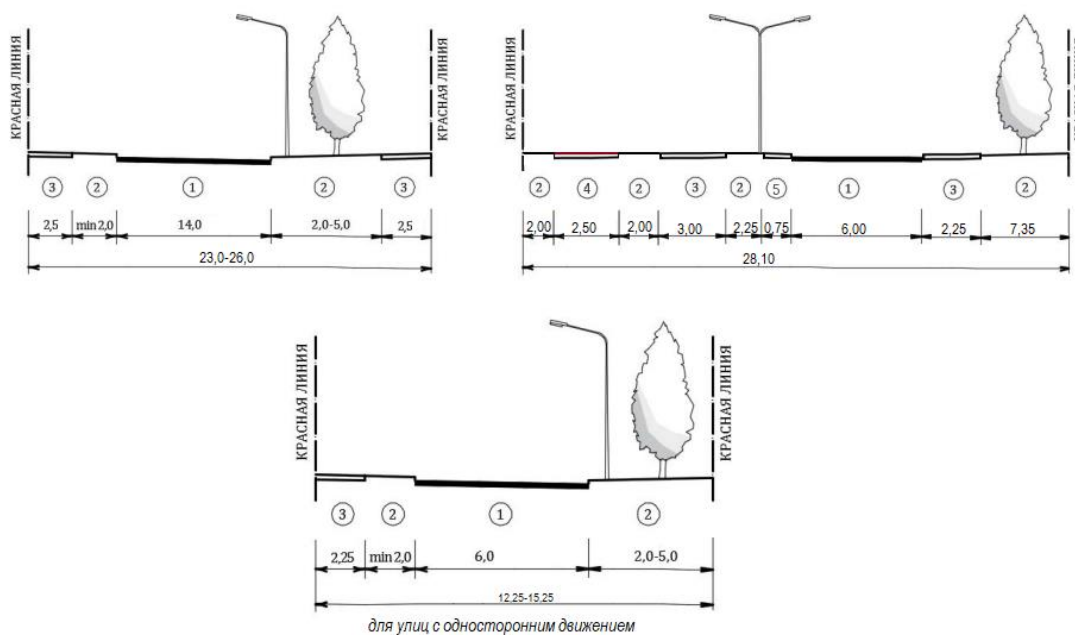 КРАСНАЯ ЛИНИЯ
КРАСНАЯ ЛИНИЯ
③ ② ① ② ③
2,5 min 2,0 14,0 2,0-5,0 2,5
23,0-26,0
КРАСНАЯ ЛИНИЯ
② ④ ② ③ ② ⑤ ① ③ ②
2,00 2,50 2,00 3,00 2,25 0,75 6,00 2,25 7,35
28,10
КРАСНАЯ ЛИНИЯ
КРАСНАЯ ЛИНИЯ
③ ② ① ②
2,25 min 2,0 6,0 2,0-5,0
12,25-15,25
для улиц с односторонним движением